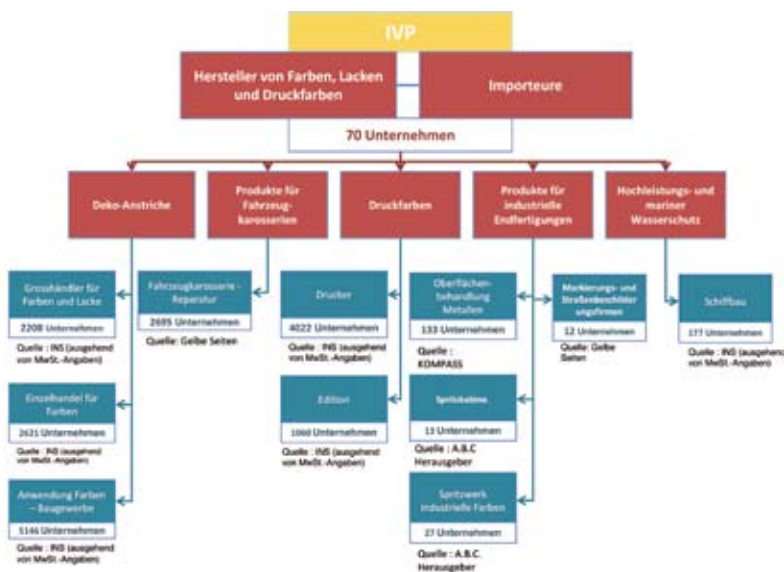 IVP
Hersteller von Farben, Lacken
und Druckfarben
Importeure
70 Unternehmen
Deko-Anstriche
Produkte für
Fahrzeug-
karosserien
Druckfarben
Produkte für
industrielle
Endfertigungen
Hochleistungs- und
mariner
Wasserschutz
Grosshändler für
Farben und Lacke
2208 Unternehmen
Quelle : INS (ausgehend
von MwSt.-Angaben)
Einzelhandel für
Farben
2621 Unternehmen
Quelle : INS (ausgehend
von MwSt.-Angaben)
Anwendung Farben
– Baugewerbe
5146 Unternehmen
Quelle : INS (ausgehend
von MwSt.-Angaben)
Fahrzeugkarosserie -
Reparatur
2695 Unternehmen
Quelle: Gelbe Seiten
Drucker
4022 Unternehmen
Quelle : INS (ausgehend
von MwSt.-Angaben)
Edition
1060 Unternehmen
Quelle : INS (ausgehend
von MwSt.-Angaben)
Oberflächen-
behandlung
Metallen
133 Unternehmen
Quelle :
KOMPASS
13 Unternehmen
Quelle : A.B.C
Herausgeber
Spritzwerk
industrielle Farben
27 Unternehmen
Quelle : A.B.C.
Herausgeber
Markierungs- und
Straßenbeschilder
ungsfirmen
12 Unternehmen
Quelle: Gelbe
Seiten
Schiffbau
177 Unternehmen
Quelle : INS (ausgehend
von MwSt.-Angaben)